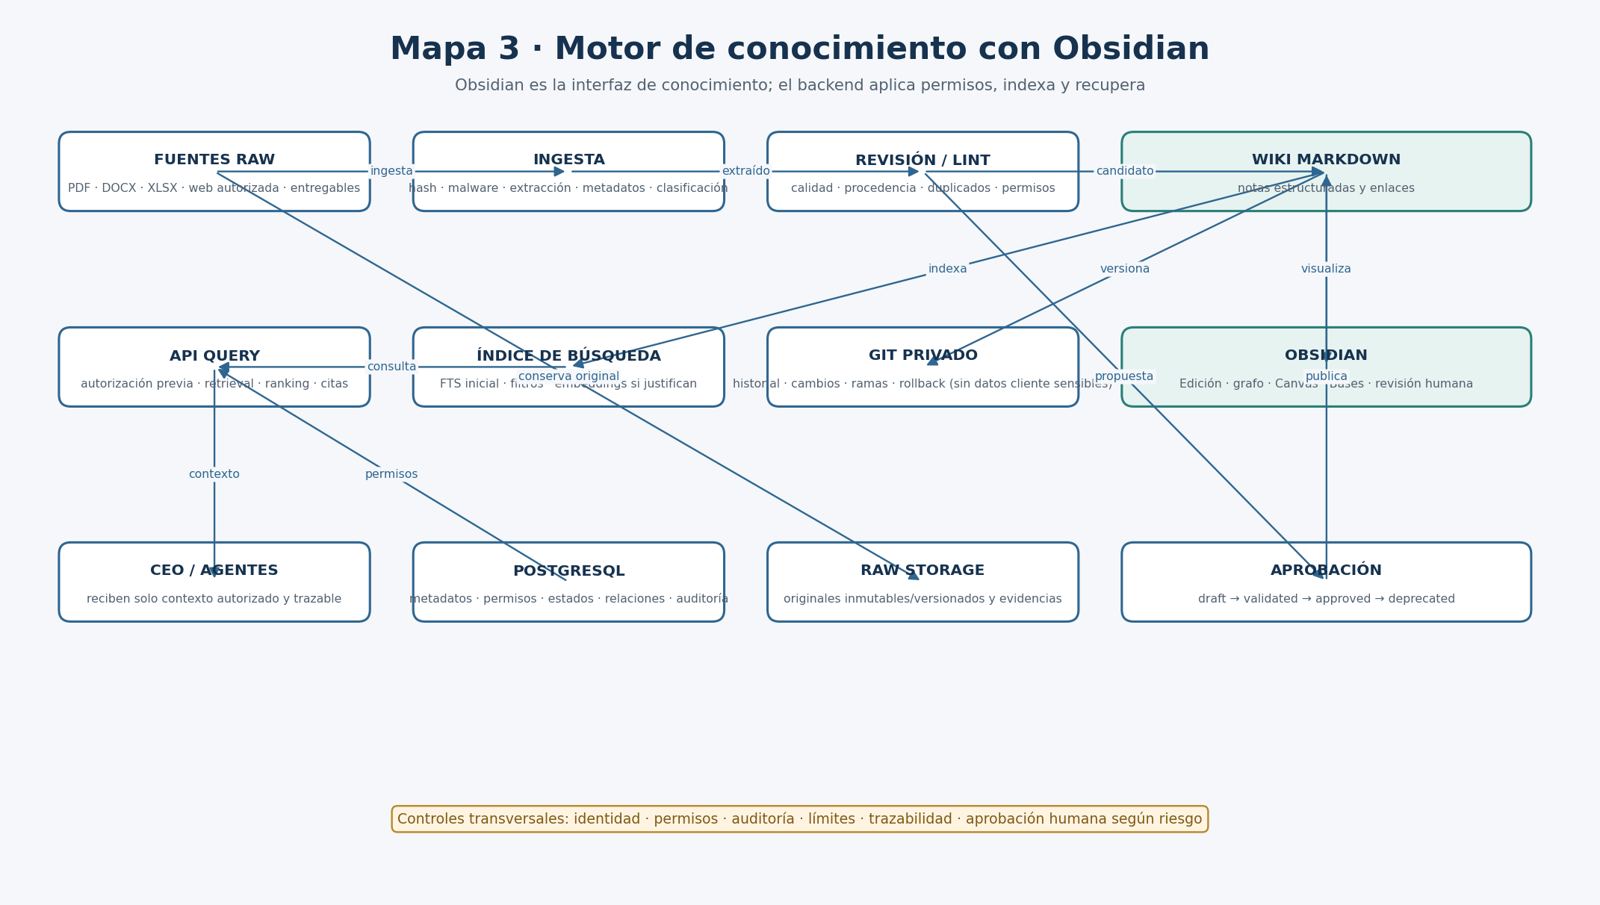 Mapa 3 · Motor de conocimiento con Obsidian
Obsidian es la interfaz de conocimiento; el backend aplica permisos, indexa y recupera
FUENTES RAW
PDF · DOCX · XLSX · web autorizada · entregables
ingesta
INGESTA
hash · malware · extracción · metadatos · clasificación
extraído
REVISIÓN / LINT
calidad · procedencia · duplicados · permisos
candidato
WIKI MARKDOWN
notas estructuradas y enlaces
indexa
versiona
visualiza
API QUERY
autorización previa · retrieval · ranking · citas
consulta
ÍNDICE DE BÚSQUEDA
FTS inicial · filtros · embeddings si justifican
conserva original
GIT PRIVADO
historial · cambios · ramas · rollback (sin datos cliente sensibles)
propuesta
OBSIDIAN
Edición · grafo · Canvas · Bases · revisión humana
publica
contexto
permisos
CEO / AGENTES
reciben solo contexto autorizado y trazable
POSTGRESQL
metadatos · permisos · estados · relaciones · auditoría
RAW STORAGE
originales inmutables/versionados y evidencias
APROBACIÓN
draft → validated → approved → deprecated
Controles transversales: identidad · permisos · auditoría · límites · trazabilidad · aprobación humana según riesgo